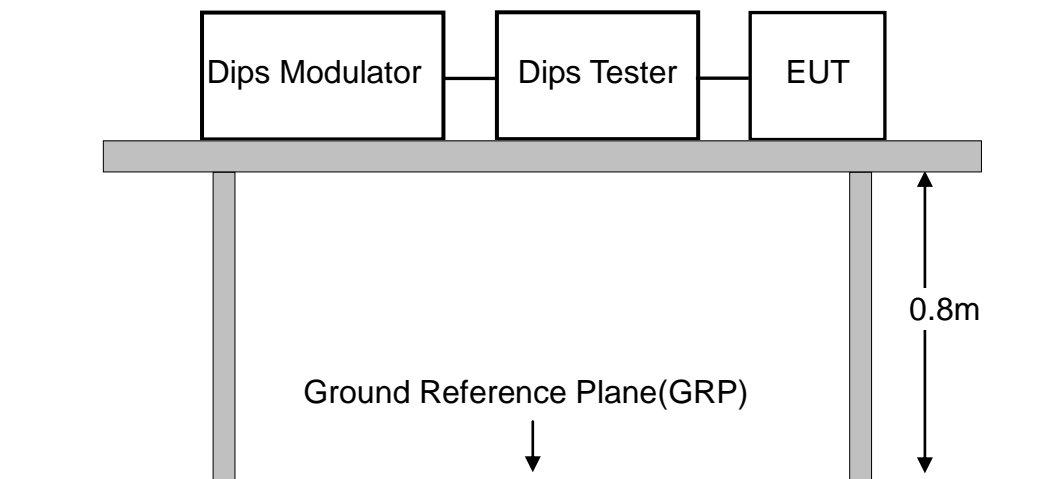 Dips Modulator
Dips Tester
EUT
0.8m
Ground Reference Plane(GRP)